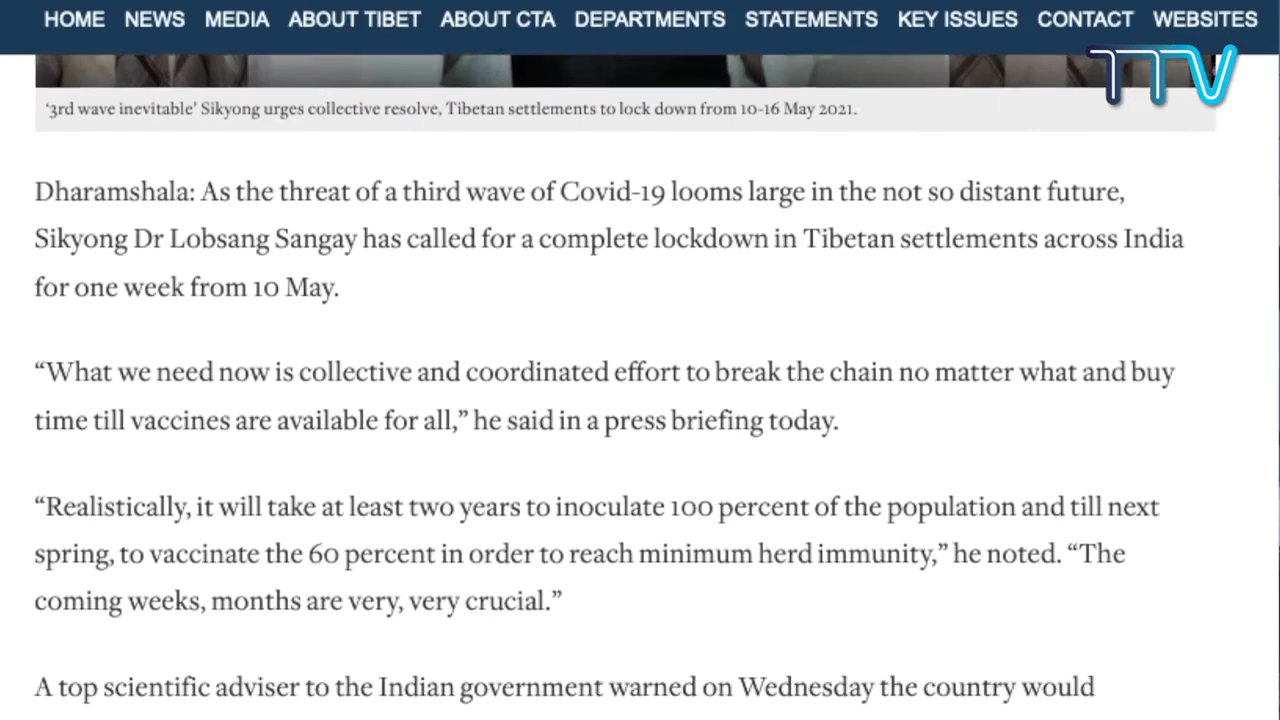 HOME NEWS MEDIA ABOUT TIBET ABOUT CTA DEPARTMENTS STATEMENTS KEY ISSUES CONTACT WEBSITES
TTV
‘3rd wave inevitable’ Sikyong urges collective resolve, Tibetan settlements to lock down from 10-16 May 2021.
Dharamshala: As the threat of a third wave of Covid-19 looms large in the not so distant future,
Sikyong Dr Lobsang Sangay has called for a complete lockdown in Tibetan settlements across India
for one week from 10 May.
“What we need now is collective and coordinated effort to break the chain no matter what and buy
time till vaccines are available for all,” he said in a press briefing today.
“Realistically, it will take at least two years to inoculate 100 percent of the population and till next
spring, to vaccinate the 60 percent in order to reach minimum herd immunity,” he noted. “The
coming weeks, months are very, very crucial.”
A top scientific adviser to the Indian government warned on Wednesday the country would